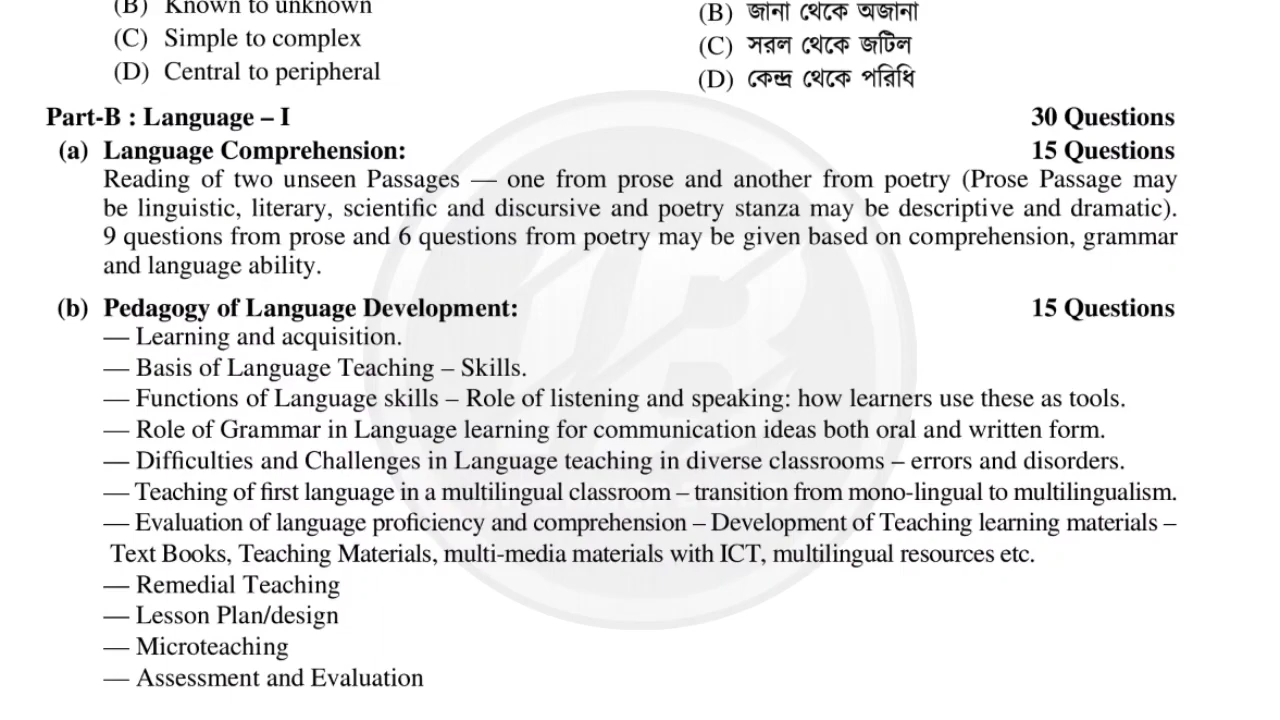 (B) Known to unknown
(B) জানা থেকে অজানা
(C) Simple to complex
(C) সরল থেকে জটিল
(D) Central to peripheral
(D) কেন্দ্র থেকে পরিধি
Part-B : Language – I 30 Questions
(a) Language Comprehension: 15 Questions
Reading of two unseen Passages — one from prose and another from poetry (Prose Passage may
be linguistic, literary, scientific and discursive and poetry stanza may be descriptive and dramatic).
9 questions from prose and 6 questions from poetry may be given based on comprehension, grammar
and language ability.
(b) Pedagogy of Language Development: 15 Questions
— Learning and acquisition.
— Basis of Language Teaching – Skills.
— Functions of Language skills – Role of listening and speaking: how learners use these as tools.
— Role of Grammar in Language learning for communication ideas both oral and written form.
— Difficulties and Challenges in Language teaching in diverse classrooms – errors and disorders.
— Teaching of first language in a multilingual classroom – transition from mono-lingual to multilingualism.
— Evaluation of language proficiency and comprehension – Development of Teaching learning materials –
Text Books, Teaching Materials, multi-media materials with ICT, multilingual resources etc.
— Remedial Teaching
— Lesson Plan/design
— Microteaching
— Assessment and Evaluation